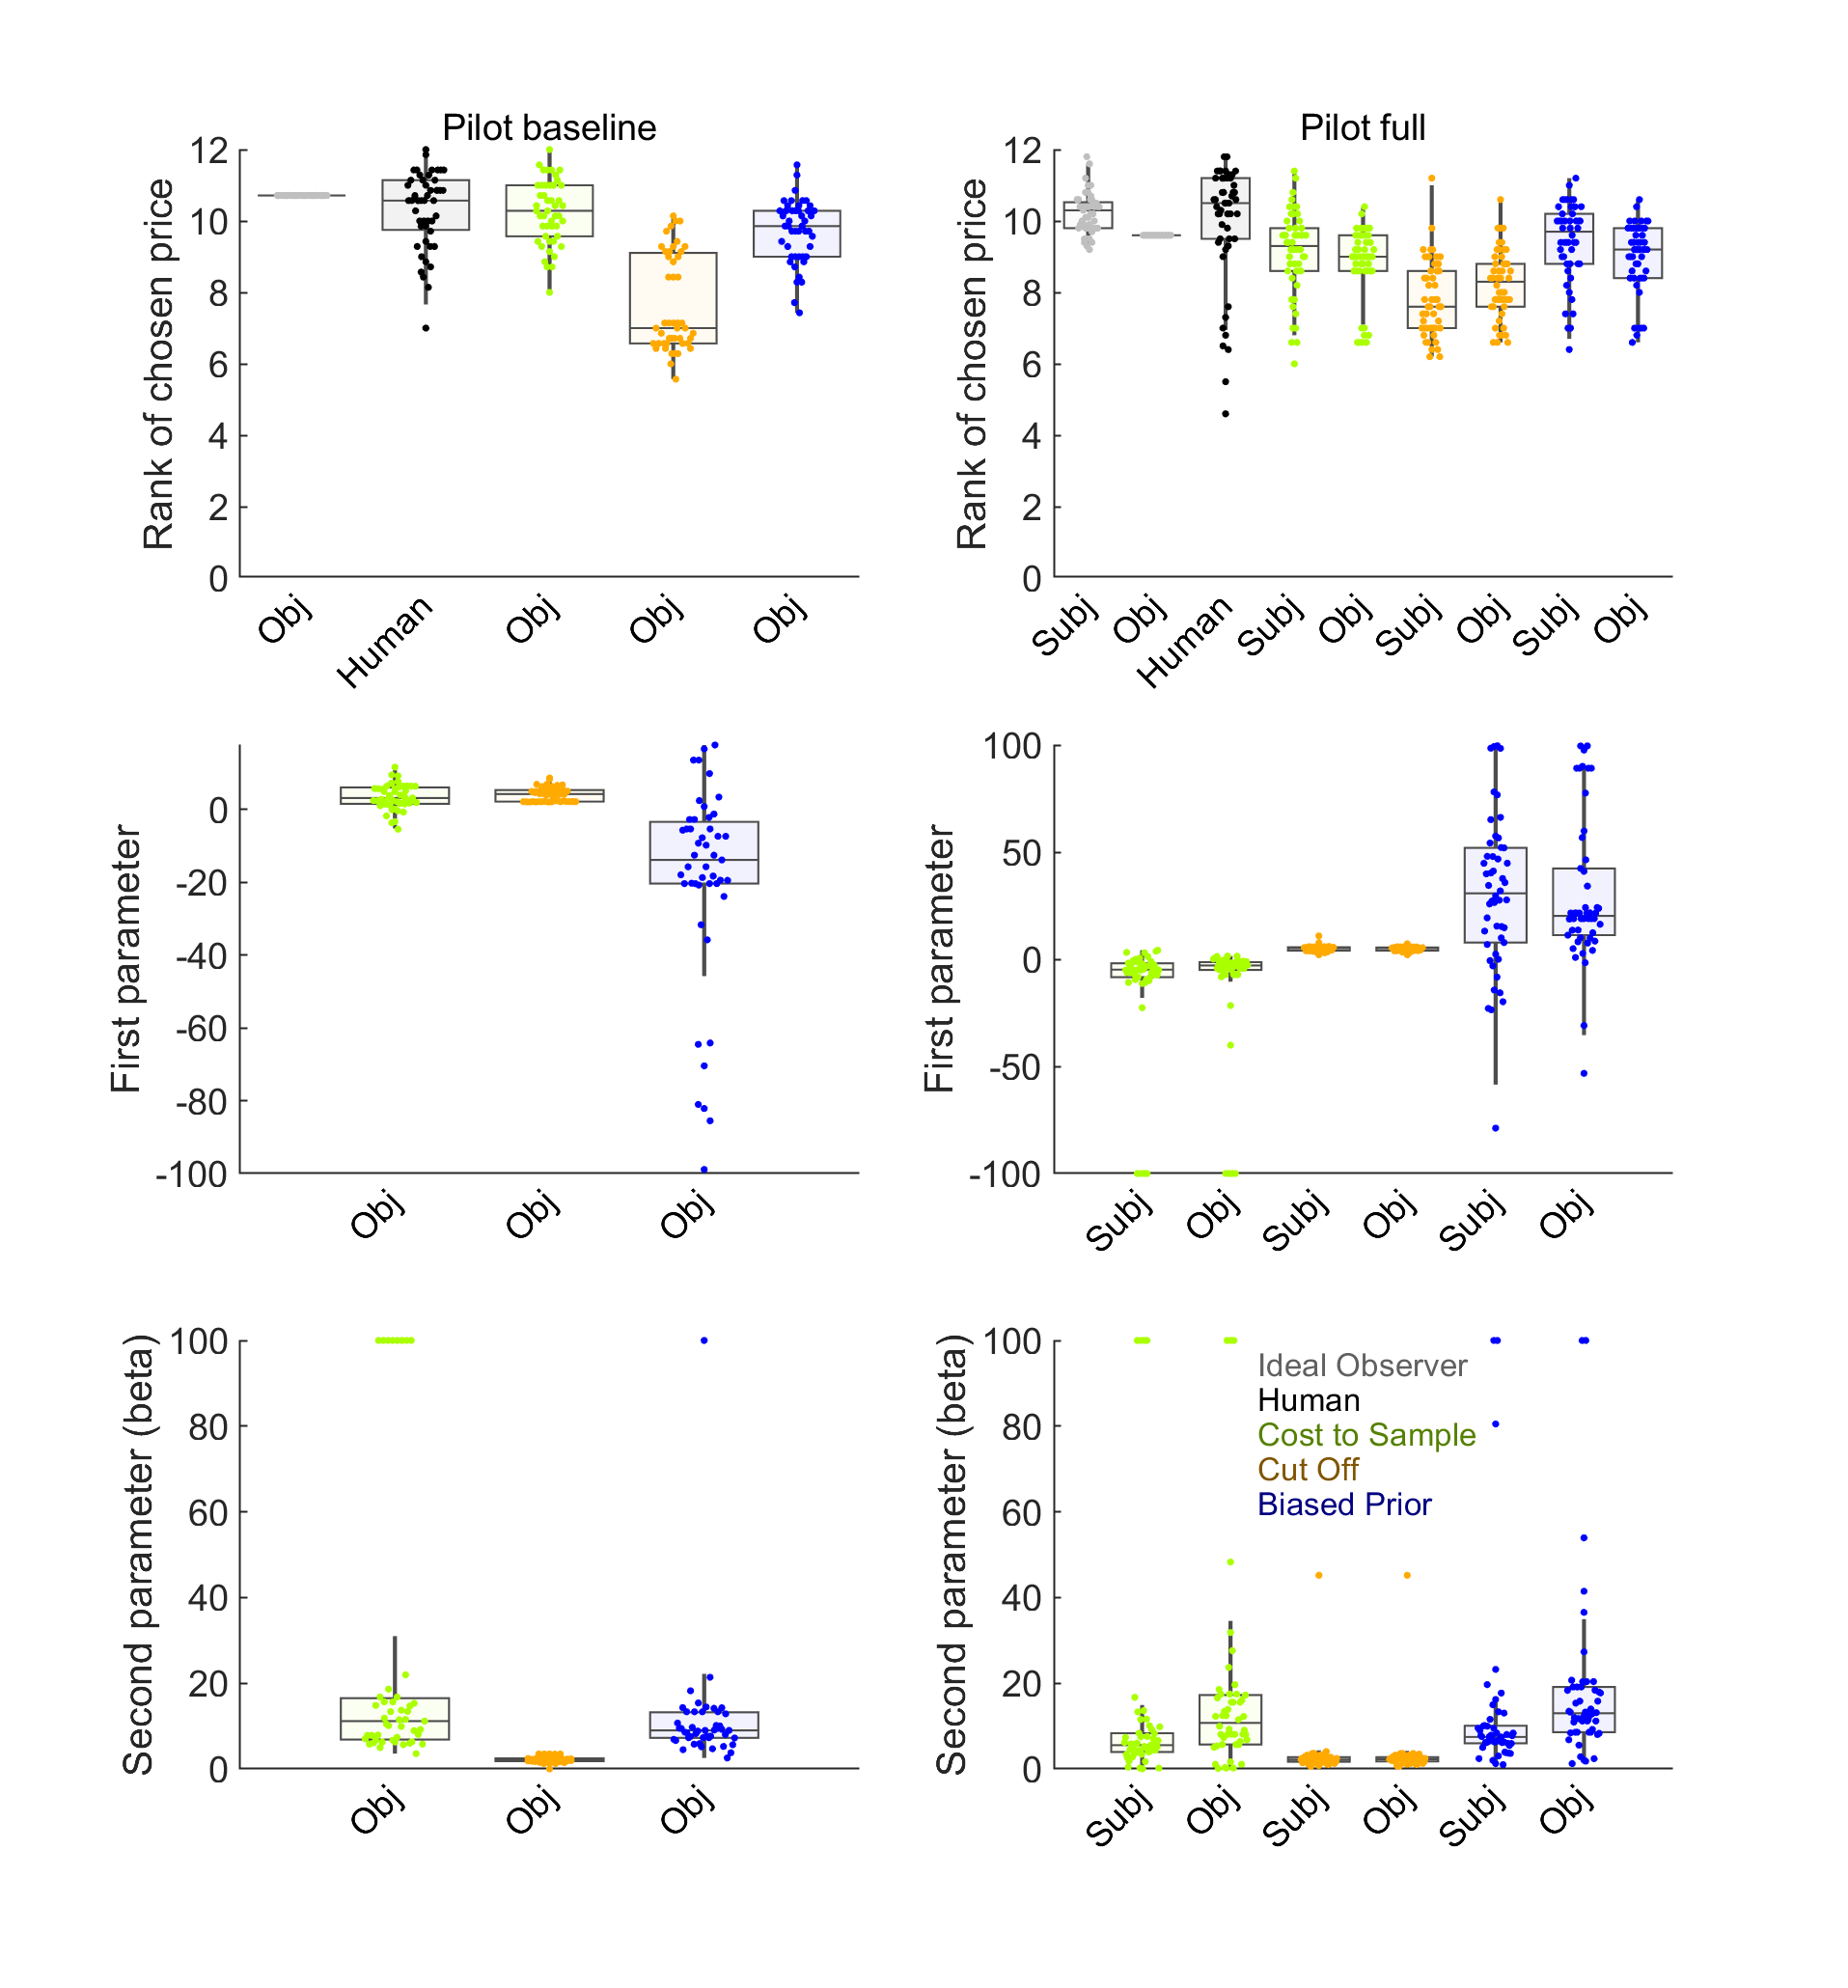 Pilot baseline
Rank of chosen price
12
10
8
6
4
2
0
Obj
Human
Obj
Obj
Obj
Pilot full
Rank of chosen price
12
10
8
6
4
2
0
Subj
Obj
Human
Subj
Obj
Subj
Obj
Subj
Obj
First parameter
0
-20
-40
-60
-80
-100
Obj
Obj
Obj
First parameter
100
50
0
-50
-100
Subj
Obj
Subj
Obj
Subj
Obj
Second parameter (beta)
100
80
60
40
20
0
Obj
Obj
Obj
Second parameter (beta)
100
80
60
40
20
0
Ideal Observer
Human
Cost to Sample
Cut Off
Biased Prior
Subj
Obj
Subj
Obj
Subj
Obj